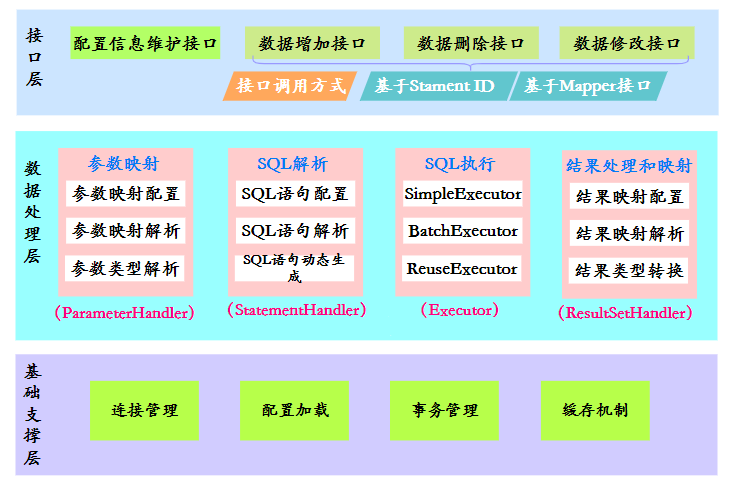 接口层
配置信息维护接口
数据增加接口
数据删除接口
数据修改接口
接口调用方式
基于Stament ID
基于Mapper接口
数据处理层
参数映射
参数映射配置
参数映射解析
参数类型解析
(ParameterHandler)
SQL解析
SQL语句配置
SQL语句解析
SQL语句动态生
成
(StatementHandler)
SQL执行
SimpleExecutor
BatchExecutor
ReuseExecutor
(Executor)
结果处理和映射
结果映射配置
结果映射解析
结果类型转换
(ResultSetHandler)
基础支撑层
连接管理
配置加载
事务管理
缓存机制